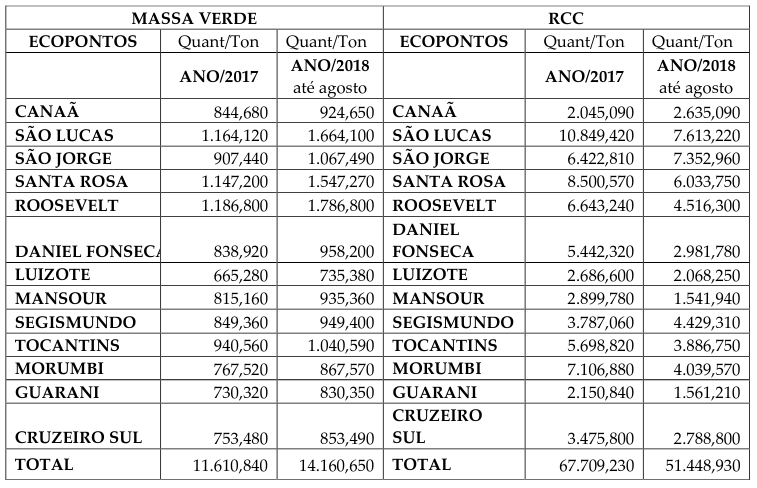 MASSA VERDE RCC
ECOPONTOS Quant/Ton Quant/Ton ECOPONTOS Quant/Ton Quant/Ton
ANO/2017 ANO/2018 até agosto ANO/2017 ANO/2018 até agosto
CANAÃ 844,680 924,650 CANAÃ 2.045,090 2.635,090
SÃO LUCAS 1.164,120 1.664,100 SÃO LUCAS 10.849,420 7.613,220
SÃO JORGE 907,440 1.067,490 SÃO JORGE 6.422,810 7.352,960
SANTA ROSA 1.147,200 1.547,270 SANTA ROSA 8.500,570 6.033,750
ROOSEVELT 1.186,800 1.786,800 ROOSEVELT 6.643,240 4.516,300
DANIEL FONSECA 838,920 958,200 DANIEL FONSECA 5.442,320 2.981,780
LUIZOTE 665,280 735,380 LUIZOTE 2.686,600 2.068,250
MANSOUR 815,160 935,360 MANSOUR 2.899,780 1.541,940
SEGISMUNDO 849,360 949,400 SEGISMUNDO 3.787,060 4.429,310
TOCANTINS 940,560 1.040,590 TOCANTINS 5.698,820 3.886,750
MORUMBI 767,520 867,570 MORUMBI 7.106,880 4.039,570
GUARANI 730,320 830,350 GUARANI 2.150,840 1.561,210
CRUZEIRO SUL 753,480 853,490 CRUZEIRO SUL 3.475,800 2.788,800
TOTAL 11.610,840 14.160,650 TOTAL 67.709,230 51.448,930